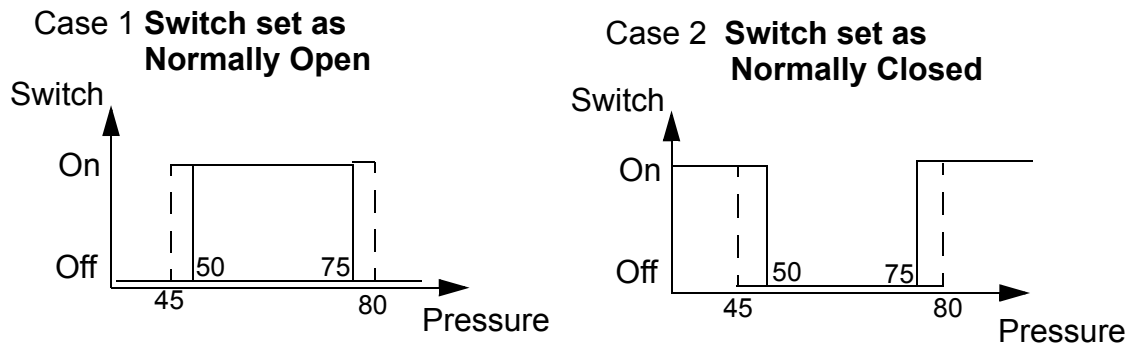 Case 1 Switch set as
Normally Open
Switch
On
Off
50
75
45
80
Pressure
Case 2 Switch set as
Normally Closed
Switch
On
Off
50
75
45
80
Pressure